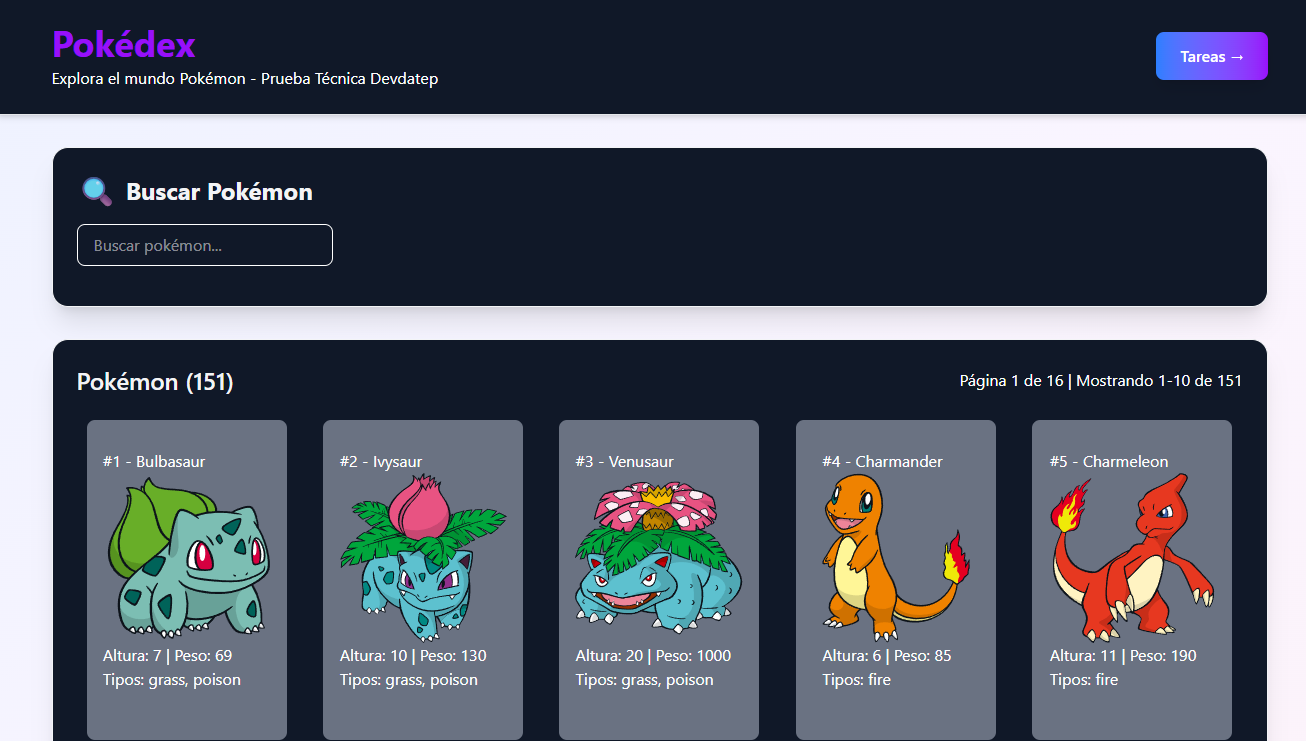 Pokédex
Explora el mundo Pokémon - Prueba Técnica Devdatep
Tareas →
Buscar Pokémon
Buscar pokémon...
Pokémon (151)
Página 1 de 16 | Mostrando 1-10 de 151
#1 - Bulbasaur
Altura: 7 | Peso: 69
Tipos: grass, poison
#2 - Ivysaur
Altura: 10 | Peso: 130
Tipos: grass, poison
#3 - Venusaur
Altura: 20 | Peso: 1000
Tipos: grass, poison
#4 - Charmander
Altura: 6 | Peso: 85
Tipos: fire
#5 - Charmeleon
Altura: 11 | Peso: 190
Tipos: fire